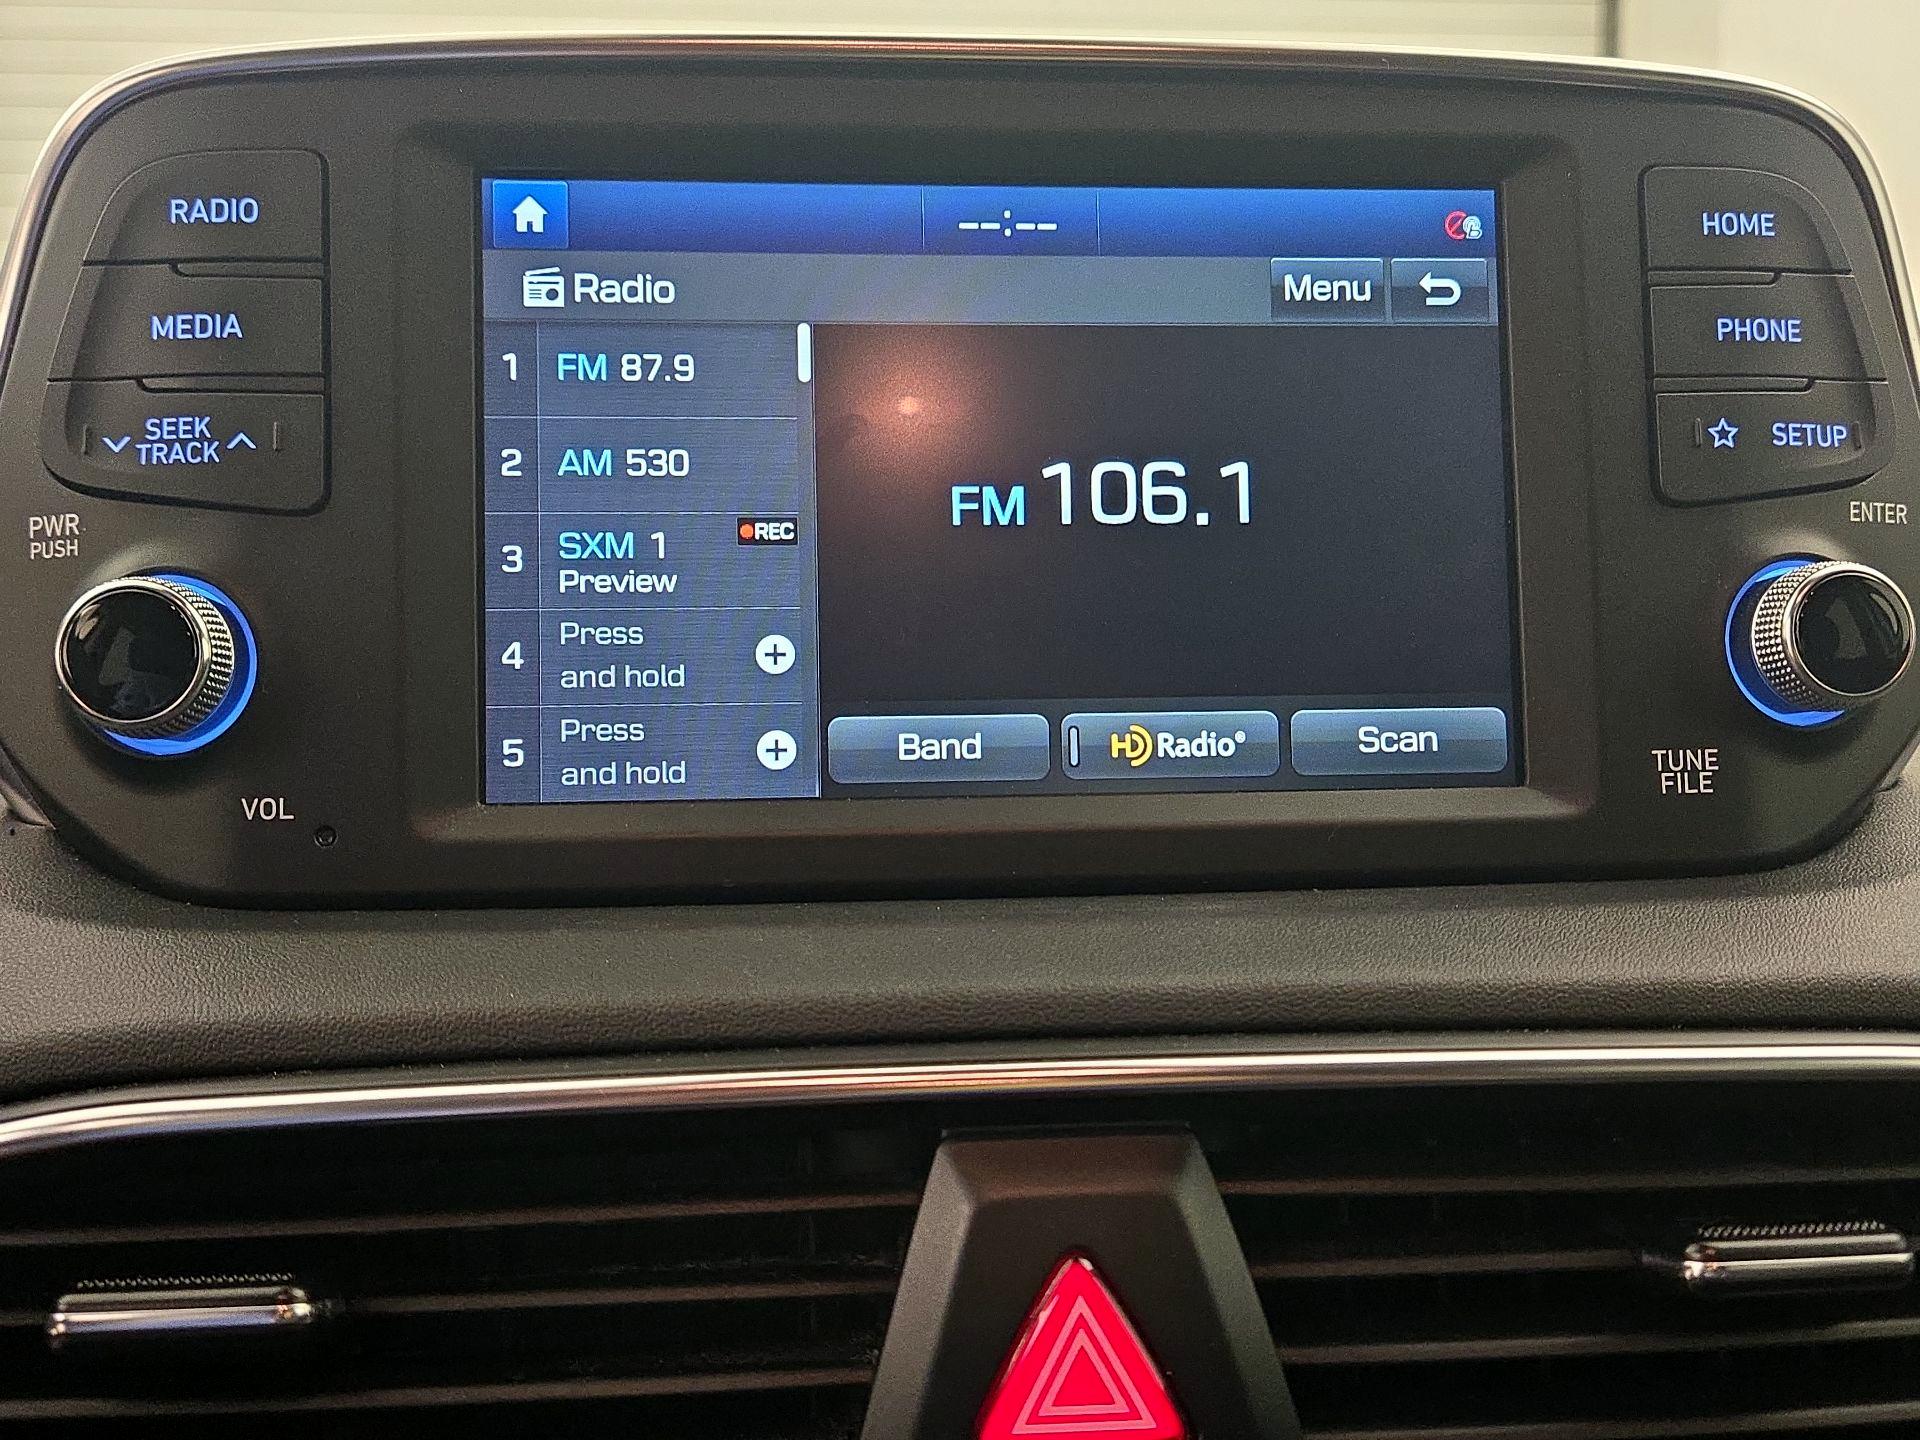 RADIO
MEDIA
SEEK
TRACK
PWR
PUSH
VOL
--:--
Radio
Menu
1 FM 87.9
2 AM 530
3 SXM 1 REC
Preview
4 Press
and hold
5 Press
and hold
FM 106.1
Band
HD Radio®
Scan
HOME
PHONE
SETUP
ENTER
TUNE
FILE